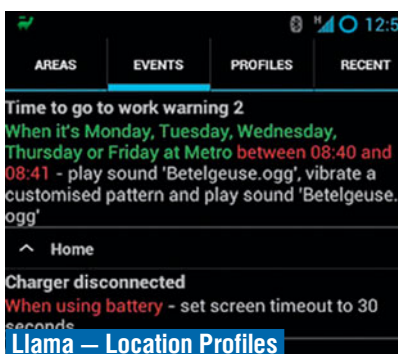 12:5
AREAS EVENTS PROFILES RECENT
Time to go to work warning 2
When it's Monday, Tuesday, Wednesday,
Thursday or Friday at Metro between 08:40 and
08:41 - play sound 'Betelgeuse.ogg', vibrate a
customised pattern and play sound 'Betelgeuse.
ogg'
Home
Charger disconnected
When using battery - set screen timeout to 30
seconds
Llama — Location Profiles